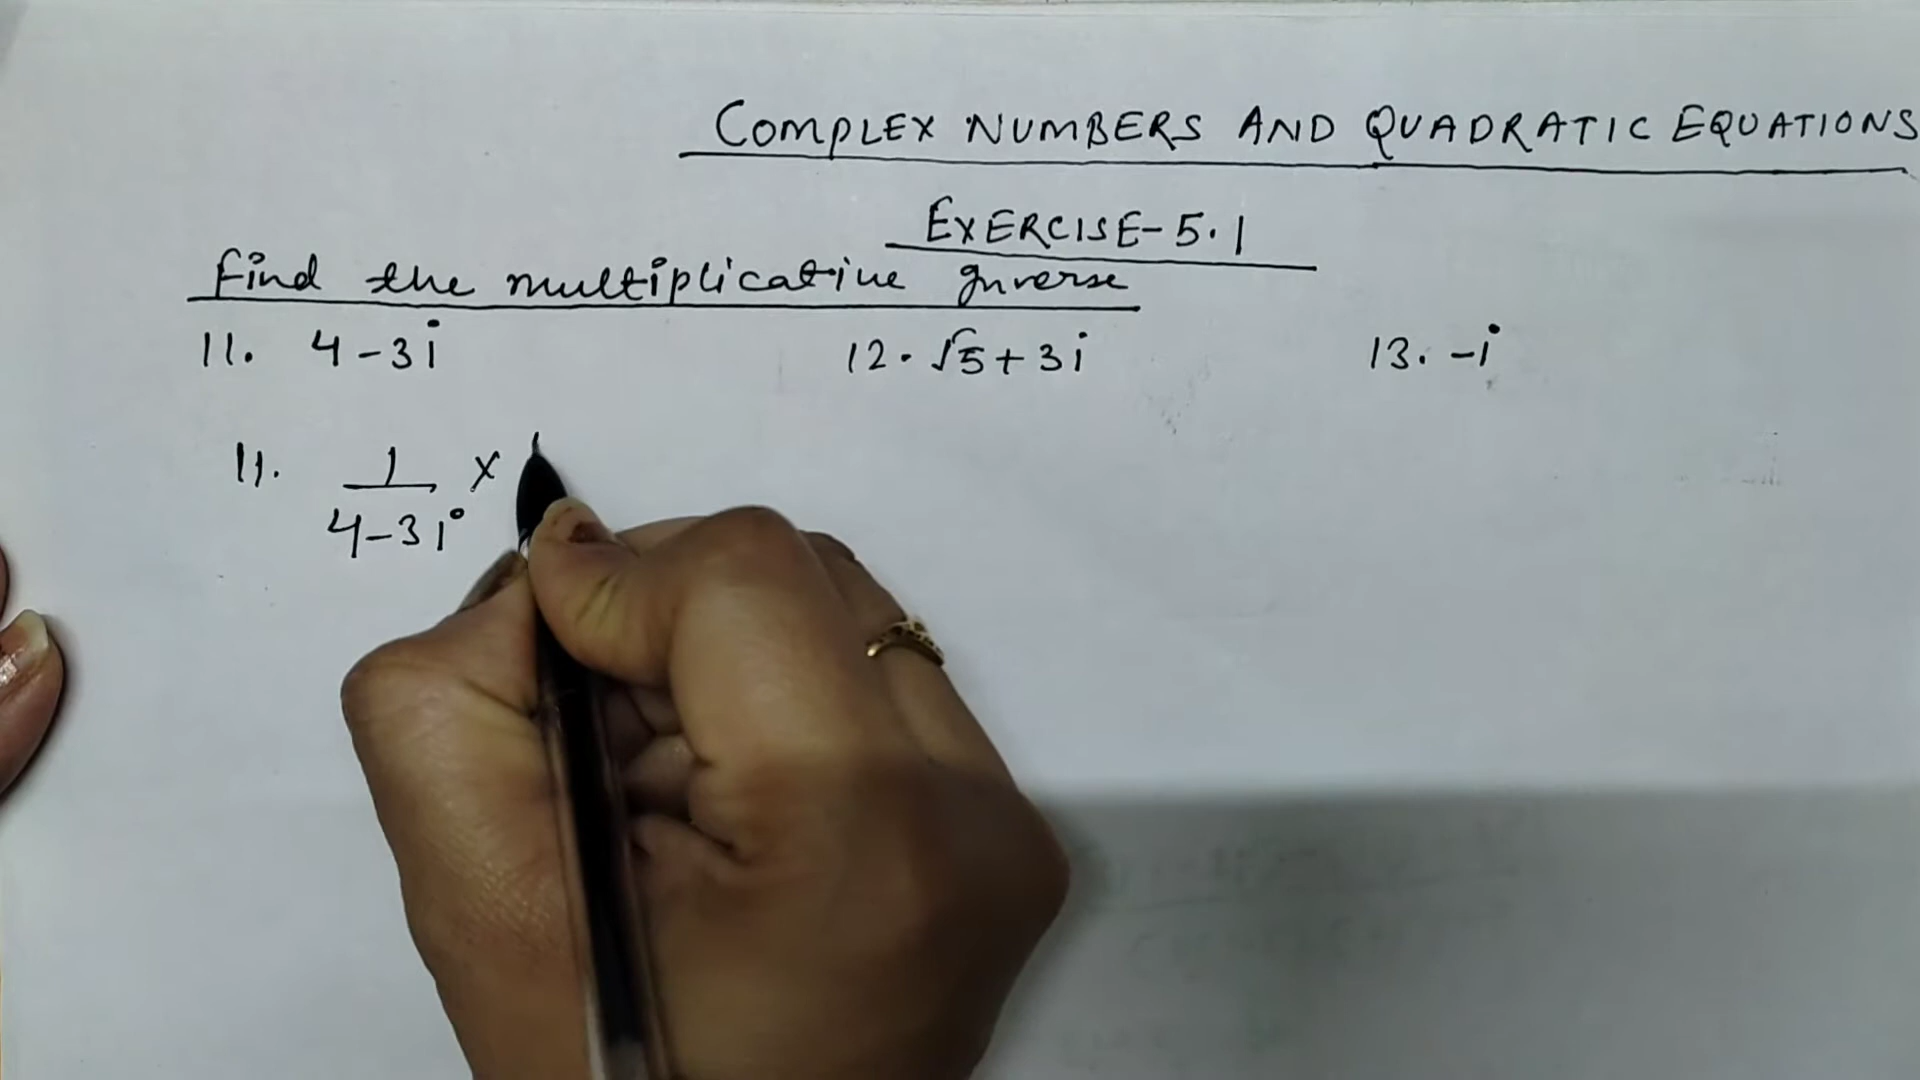 COMPLEX NUMBERS AND QUADRATIC EQUATIONS
EXERCISE-5.1
Find the multiplicative Inverse
11. 4-3i 12. √5+3i 13. -i
11. 1/4-3i ×